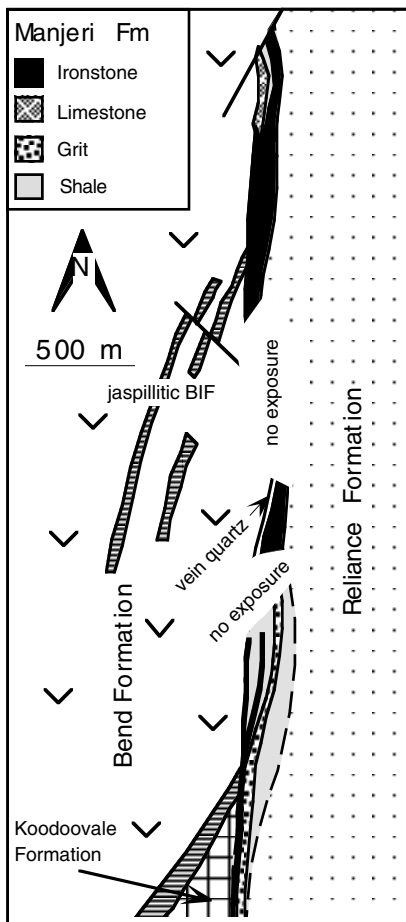 Manjeri Fm
Ironstone
Limestone
Grit
Shale
N
500 m
jaspillitic BIF
no exposure
vein quartz
no exposure
Reliance Formation
Bend Formation
Koodoovale
Formation